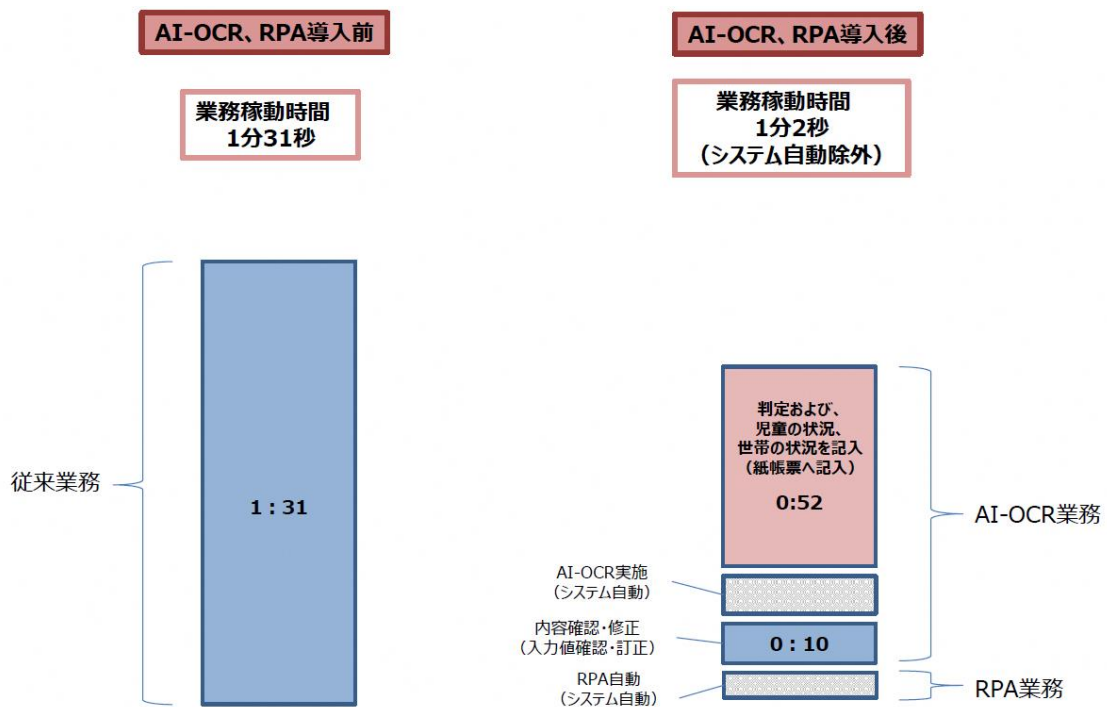 AI-OCR、RPA導入前
AI-OCR、RPA導入後
業務稼動時間
1分31秒
業務稼動時間
1分2秒
（システム自動除外）
従来業務
1：31
判定および、
児童の状況、
世帯の状況を記入
（紙帳票へ記入）
0:52
AI-OCR業務
AI-OCR実施
（システム自動）
内容確認・修正
（入力値確認・訂正）
0：10
RPA自動
（システム自動）
RPA業務